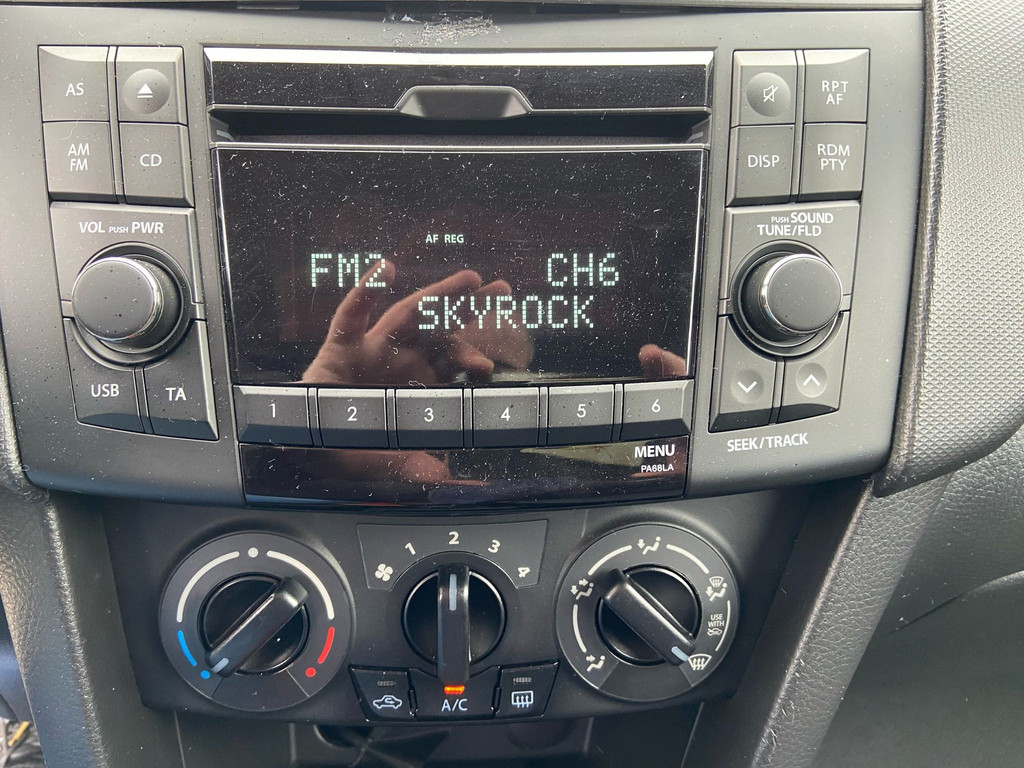 AS
AM
FM
CD
RPT
AF
DISP
RDM
PTY
VOL PUSH PWR
PUSH SOUND
TUNE/FLD
AF REG
FM2 CH6
SKYROCK
USB
TA
1 2 3 4 5 6
SEEK/TRACK
MENU
PA68LA
1 2 3 4
USE
WITH
A/C